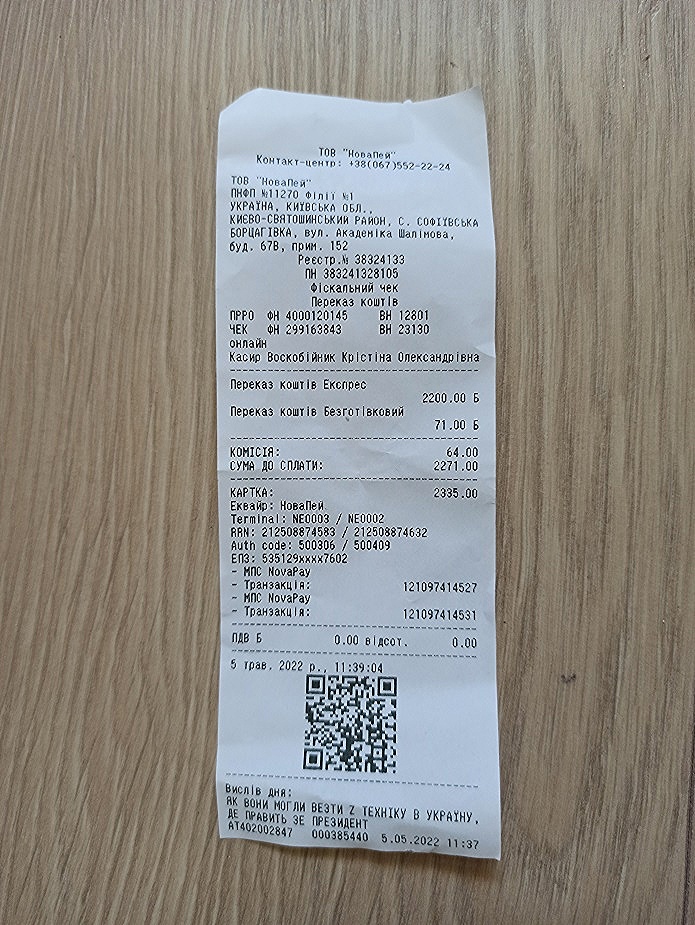 ТОВ "НоваПей"
Контакт-центр: +38(067)552-22-24
ТОВ "НоваПей"
ПНФП №11270 Філії №1
УКРАЇНА, КИЇВСЬКА ОБЛ.,
КИЄВО-СВЯТОШИНСЬКИЙ РАЙОН, С. СОФІЇВСЬКА
БОРЩАГІВКА, вул. Академіка Шалімова,
буд. 67В, прим. 152
Реєстр.№ 38324133
ПН 383241328105
Фіскальний чек
Переказ коштів
ПРРО ФН 4000120145 ВН 12801
ЧЕК ФН 299163843 ВН 23130
онлайн
Касир Воскобійник Крістіна Олександрівна
Переказ коштів Експрес
2200.00 Б
Переказ коштів Безготівковий
71.00 Б
КОМІСІЯ: 64.00
СУМА ДО СПЛАТИ: 2271.00
КАРТКА: 2335.00
Еквайр: НоваПей
Terminal: NE0003 / NE0002
RRN: 212508874583 / 212508874632
Auth code: 500306 / 500409
ЕПЗ: 535129xxxx7602
- МПС NovaPay
- Транзакція: 121097414527
- МПС NovaPay
- Транзакція: 121097414531
ПДВ Б 0.00 відсот. 0.00
5 трав. 2022 р., 11:39:04
Вислів дня:
ЯК ВОНИ МОГЛИ ВЕЗТИ Z ТЕХНІКУ В УКРАЇНУ,
ДЕ ПРАВИТЬ ЗЕ ПРЕЗИДЕНТ
АТ402002847 000385440 5.05.2022 11:37